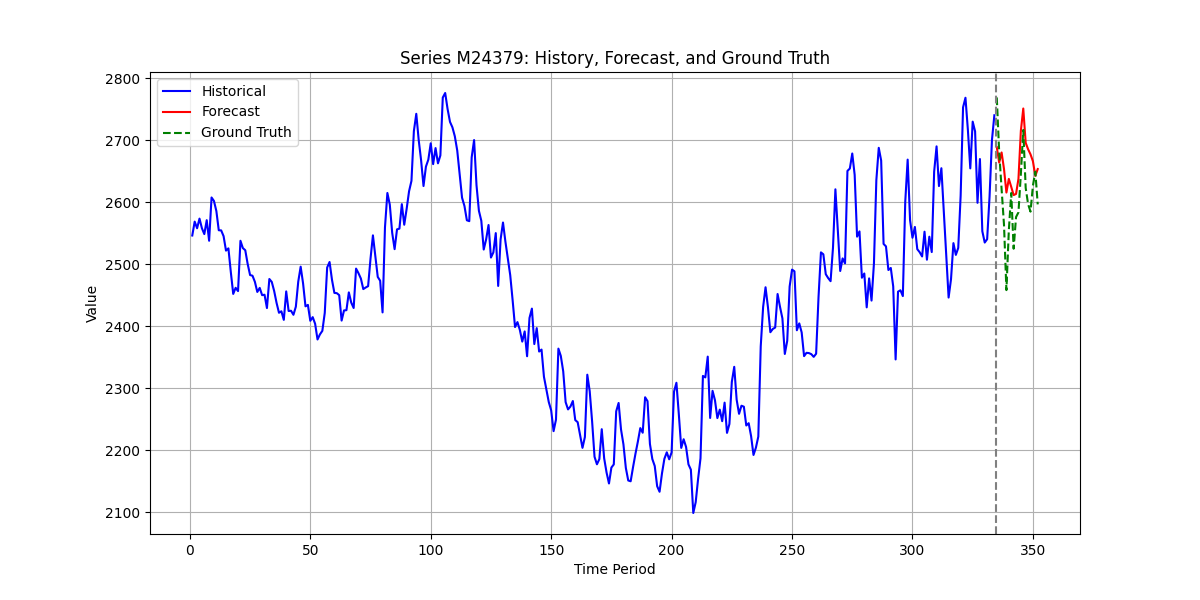 Series M24379: History, Forecast, and Ground Truth
Historical
Forecast
Ground Truth
2800
2700
2600
2500
2400
2300
2200
2100
Value
0 50 100 150 200 250 300 350
Time Period